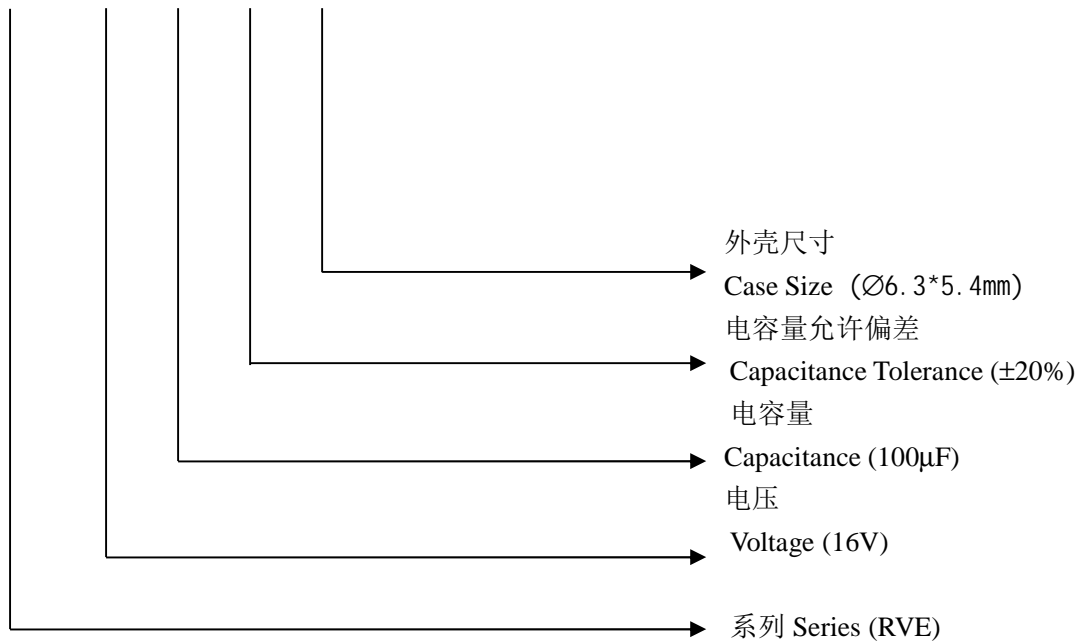 外壳尺寸
Case Size (∅6.3*5.4mm)
电容量允许偏差
Capacitance Tolerance (±20%)
电容量
Capacitance (100μF)
电压
Voltage (16V)
系列 Series (RVE)